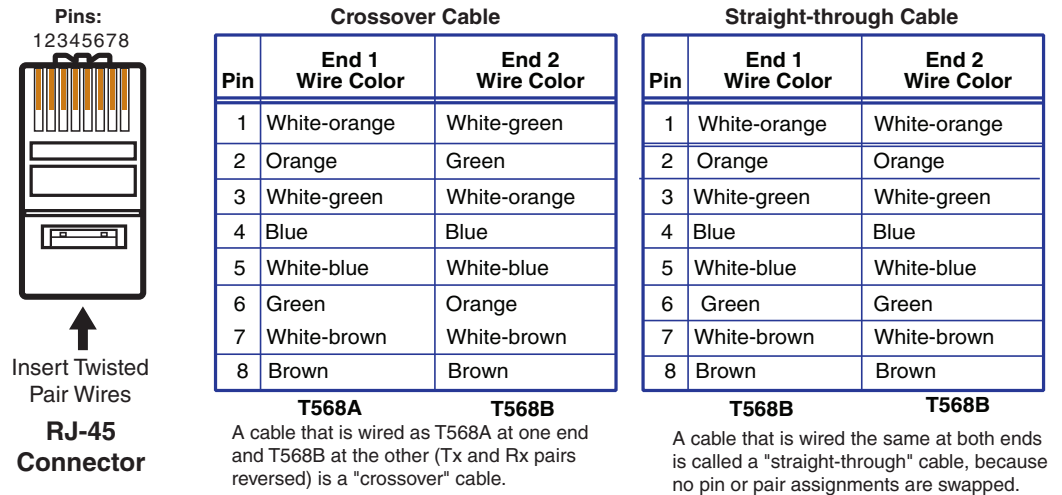 Pins:
12345678
Insert Twisted
Pair Wires
RJ-45
Connector
Crossover Cable
Pin End 1 Wire Color End 2 Wire Color
1 White-orange White-green
2 Orange Green
3 White-green White-orange
4 Blue Blue
5 White-blue White-blue
6 Green Orange
7 White-brown White-brown
8 Brown Brown
T568A T568B
A cable that is wired as T568A at one end
and T568B at the other (Tx and Rx pairs
reversed) is a "crossover" cable.
Straight-through Cable
Pin End 1 Wire Color End 2 Wire Color
1 White-orange White-orange
2 Orange Orange
3 White-green White-green
4 Blue Blue
5 White-blue White-blue
6 Green Green
7 White-brown White-brown
8 Brown Brown
T568B T568B
A cable that is wired the same at both ends
is called a "straight-through" cable, because
no pin or pair assignments are swapped.